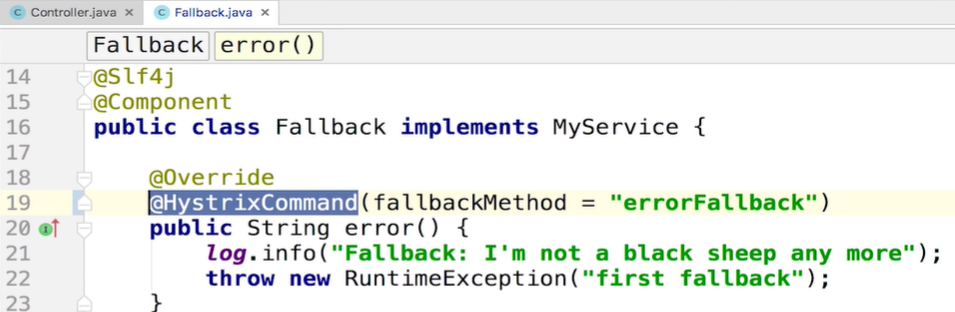 Controller.java × Fallback.java ×
Fallback error()
14 @Slf4j
15 @Component
16 public class Fallback implements MyService {
17
18 @Override
19 @HystrixCommand(fallbackMethod = "errorFallback")
20 public String error() {
21 log.info("Fallback: I'm not a black sheep any more");
22 throw new RuntimeException("first fallback");
23 }